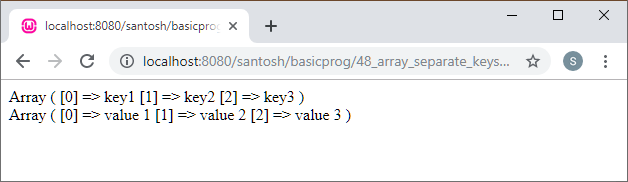 localhost:8080/santosh/basicprog
localhost:8080/santosh/basicprog/48_array_separate_keys...
S
Array ( [0] => key1 [1] => key2 [2] => key3 )
Array ( [0] => value 1 [1] => value 2 [2] => value 3 )